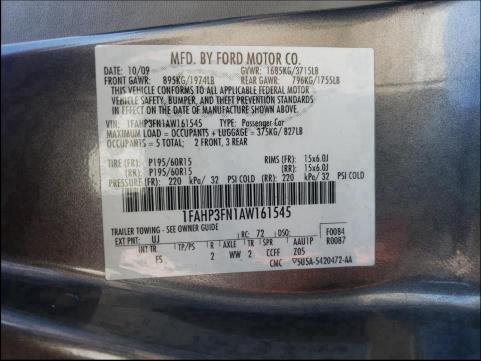 MFD. BY FORD MOTOR CO.
DATE: 10/09 GVWR: 1685KG/3715LB
FRONT GAWR: 895KG/1974LB REAR GAWR: 796KG/1755LB
THIS VEHICLE CONFORMS TO ALL APPLICABLE FEDERAL MOTOR
VEHICLE SAFETY, BUMPER, AND THEFT PREVENTION STANDARDS
IN EFFECT ON THE DATE OF MANUFACTURE SHOWN ABOVE.
VIN: 1FAHP3FN1AW161545 TYPE: Passenger-Car
MAXIMUM LOAD = OCCUPANTS + LUGGAGE = 375KG/ 827LB
OCCUPANTS = 5 TOTAL; 2 FRONT, 3 REAR
TIRE (FR): P195/60R15 RIMS (FR): 15x6.0J
(RR): P195/60R15 (RR): 15x6.0J
PRESSURE (FR): 220 kPa/ 32 PSI COLD (RR): 220 kPa/ 32 PSI COLD
1FAHP3FN1AW161545
TRAILER TOWING - SEE OWNER GUIDE
EXT PNT: UJ RC: 72 DSO: F0084
INT TR TP/PS R AXLE TR SPR AAU1P R0087
FS 2 WW 2 CCFF Z05
CMC 5U5A-5420472-AA